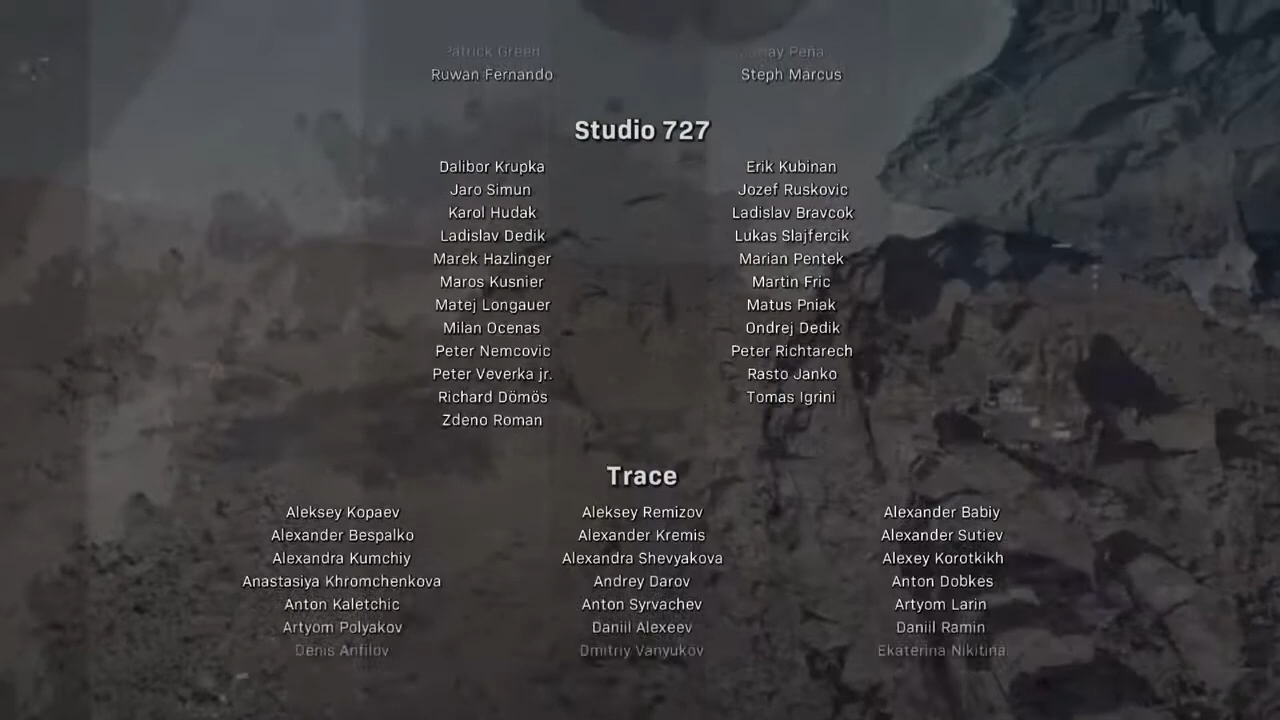 Patrick Green Peña
Ruwan Fernando Steph Marcus
Studio 727
Dalibor Krupka Erik Kubinan
Jaro Simun Jozef Ruskovic
Karol Hudak Ladislav Bravcok
Ladislav Dedik Lukas Slajfercik
Marek Hazlinger Marian Pentek
Maros Kusnier Martin Fric
Matej Longauer Matus Pniak
Milan Ocenas Ondrej Dedik
Peter Nemcovic Peter Richtarech
Peter Veverka jr. Rasto Janko
Richard Dömös Tomas Igrini
Zdeno Roman
Trace
Aleksey Kopaev Aleksey Remizov Alexander Babiy
Alexander Bespalko Alexander Kremis Alexander Sutiev
Alexandra Kumchiy Alexandra Shevyakova Alexey Korotkikh
Anastasiya Khromchenkova Andrey Darov Anton Dobkes
Anton Kaletchic Anton Syrvachev Artyom Larin
Artyom Polyakov Daniil Alexeev Daniil Ramin
Denis Anfilov Dmitriy Vanyukov Ekaterina Nikitina